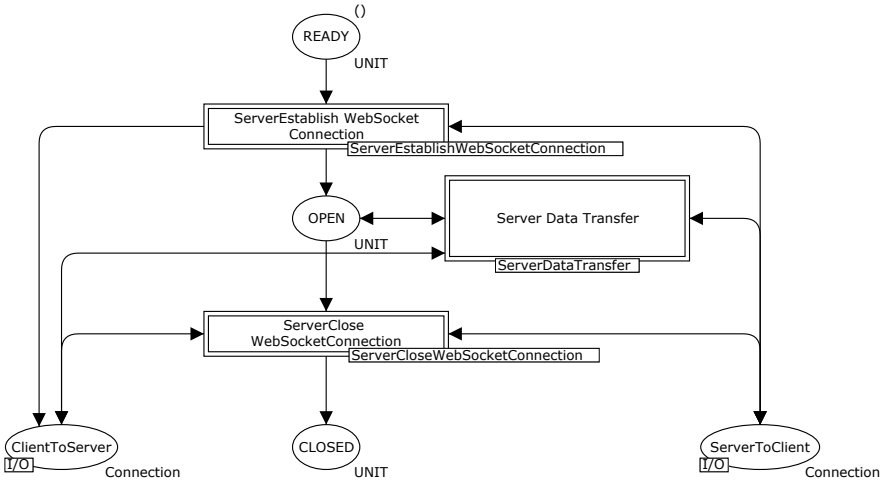 ()
READY
UNIT
ServerEstablish WebSocket
Connection
ServerEstablishWebSocketConnection
OPEN
Server Data Transfer
UNIT
ServerDataTransfer
ServerClose
WebSocketConnection
ServerCloseWebSocketConnection
ClientToServer
CLOSED
ServerToClient
I/O
I/O
Connection
UNIT
Connection